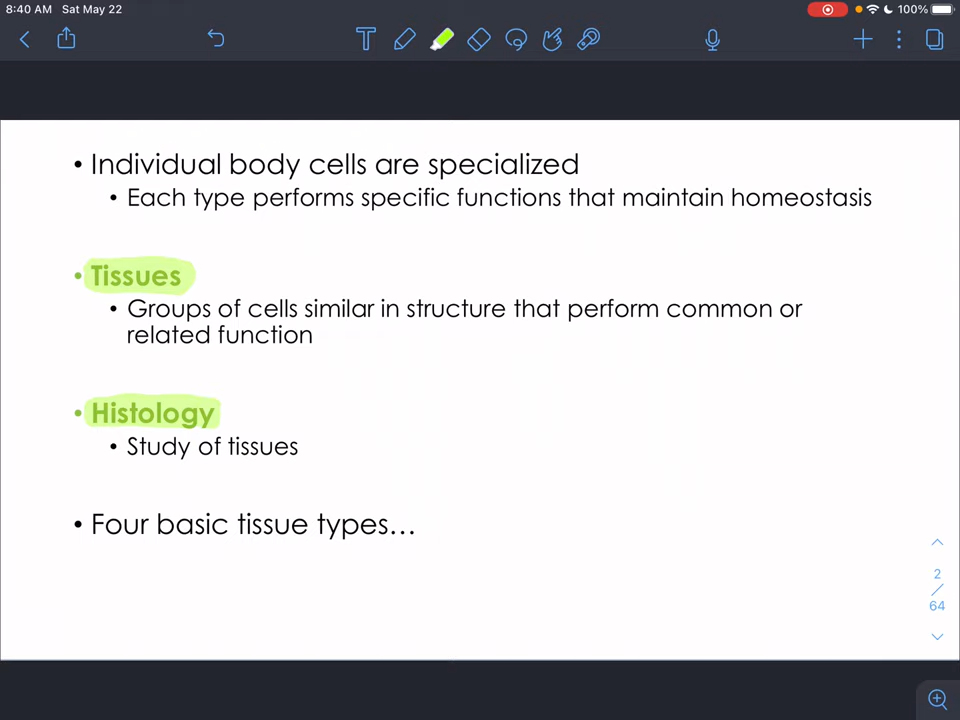 8:40 AM Sat May 22
100%
T
• Individual body cells are specialized
• Each type performs specific functions that maintain homeostasis
• Tissues
• Groups of cells similar in structure that perform common or
related function
• Histology
• Study of tissues
• Four basic tissue types…
2
/
64